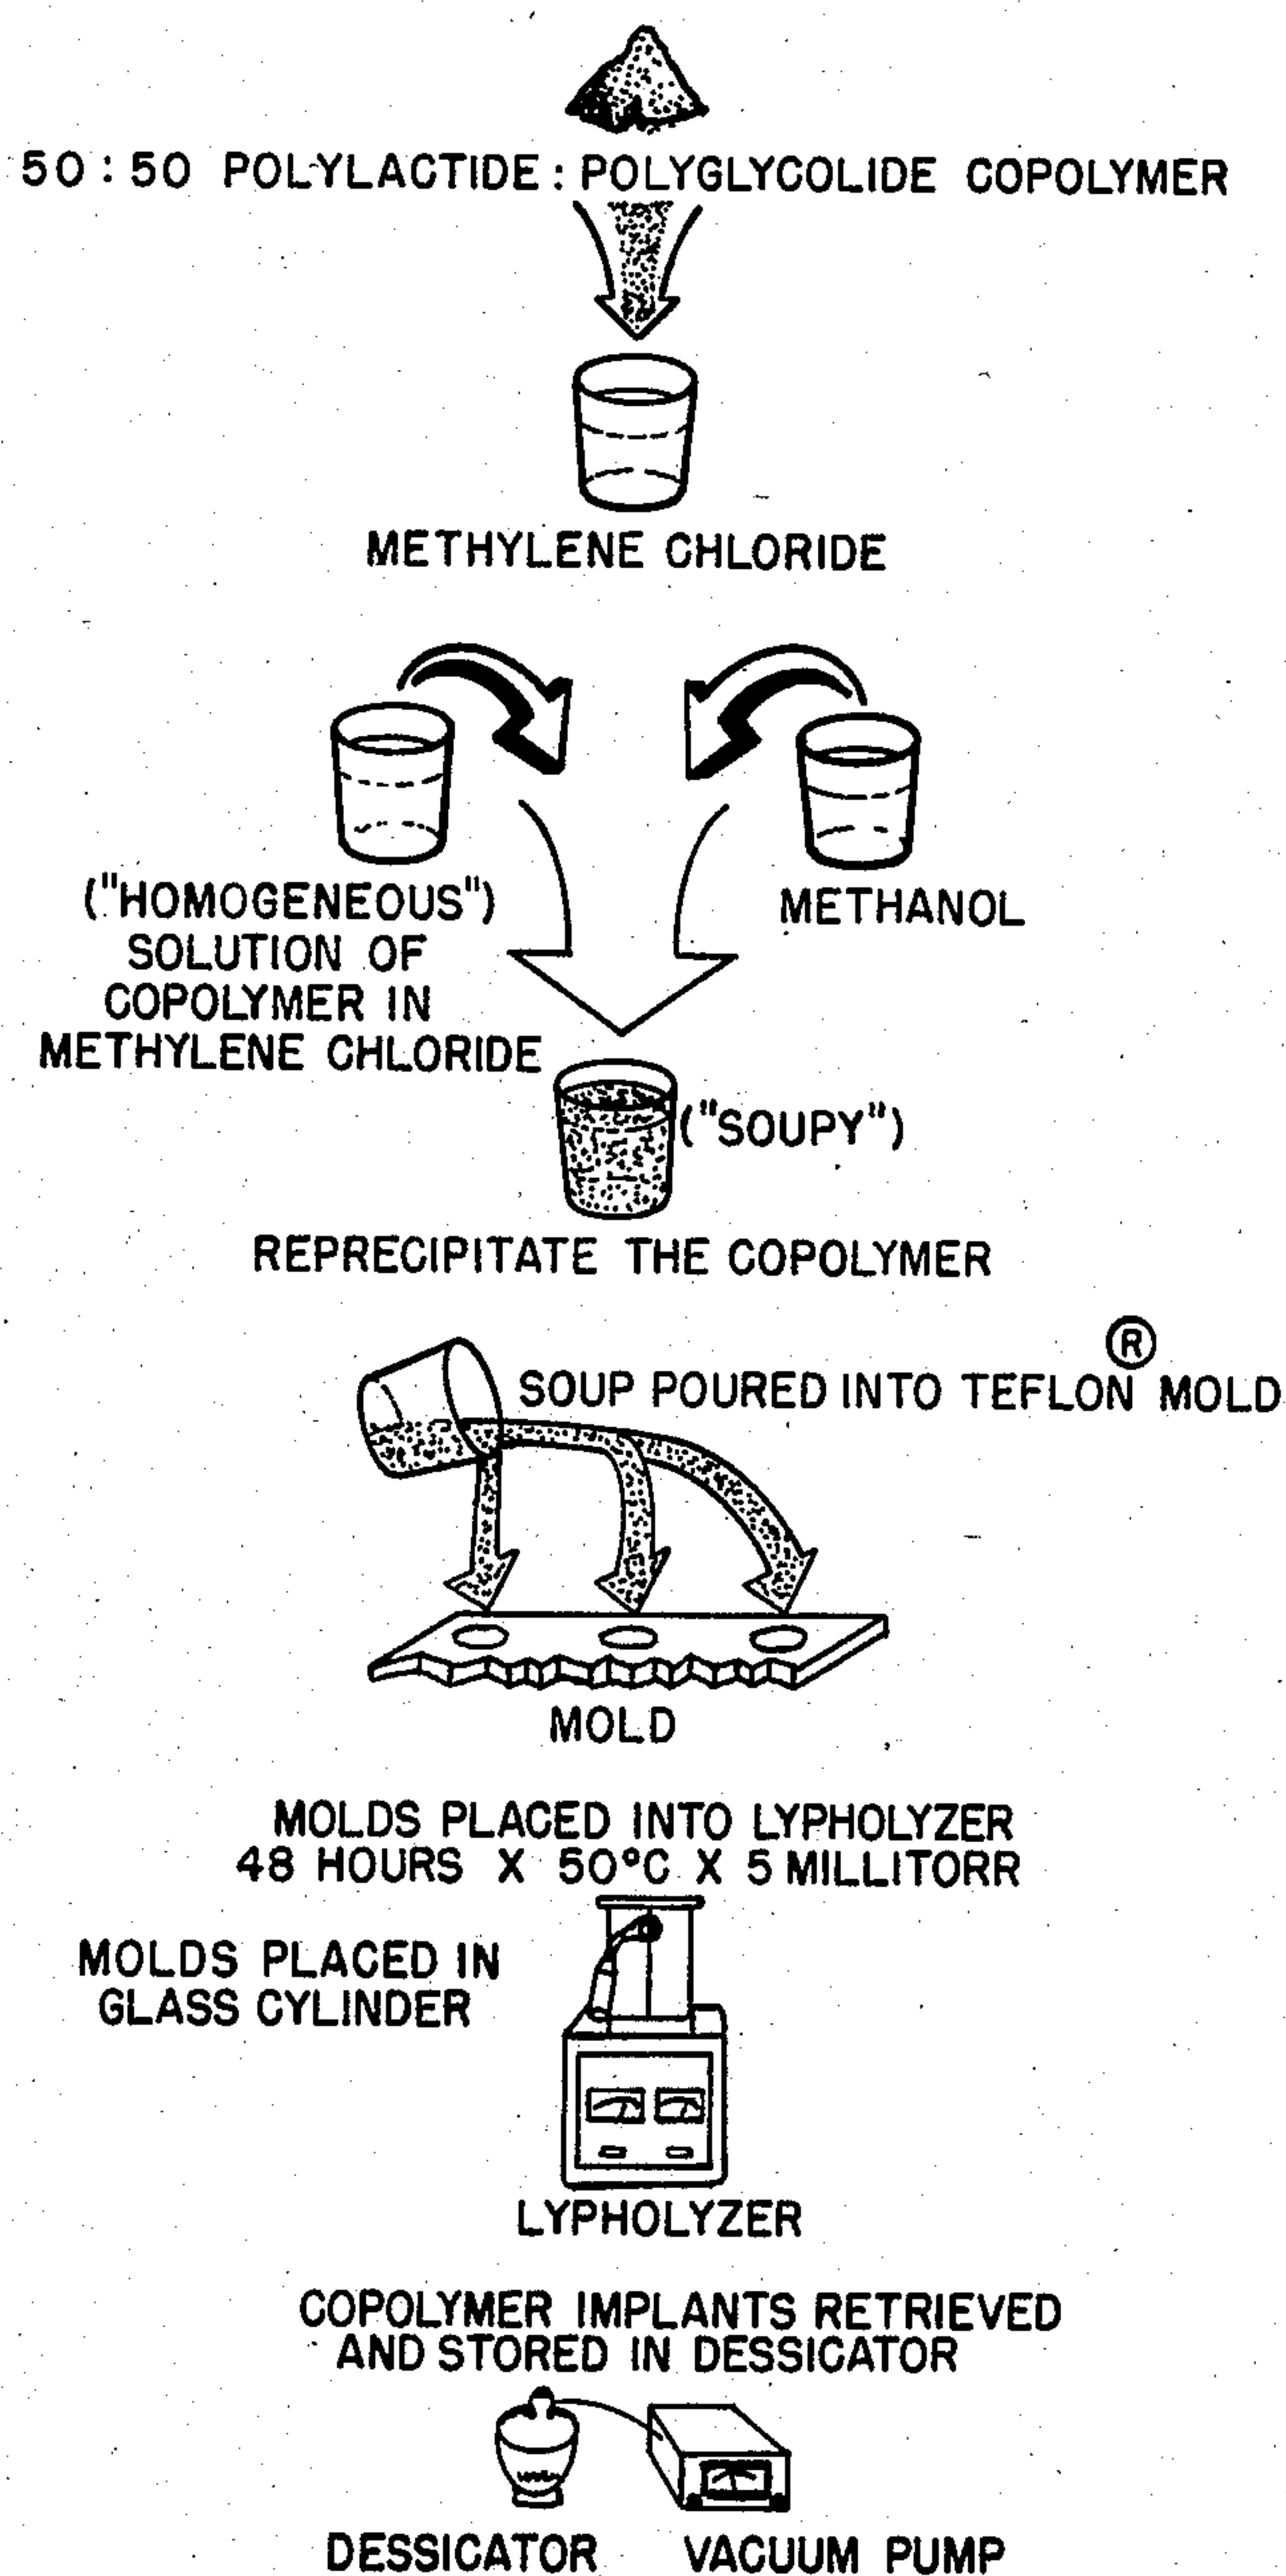 50:50 POLYLACTIDE: POLYGLYCOLIDE COPOLYMER
METHYLENE CHLORIDE
("HOMOGENEOUS")
SOLUTION OF
COPOLYMER IN
METHYLENE CHLORIDE
METHANOL
("SOUPY")
REPRECIPITATE THE COPOLYMER
SOUP POURED INTO TEFLON® MOLD
MOLD
MOLDS PLACED INTO LYPHOLYZER
48 HOURS X 50°C X 5 MILLITORR
MOLDS PLACED IN
GLASS CYLINDER
LYPHOLYZER
COPOLYMER IMPLANTS RETRIEVED
AND STORED IN DESSICATOR
DESSICATOR VACUUM PUMP